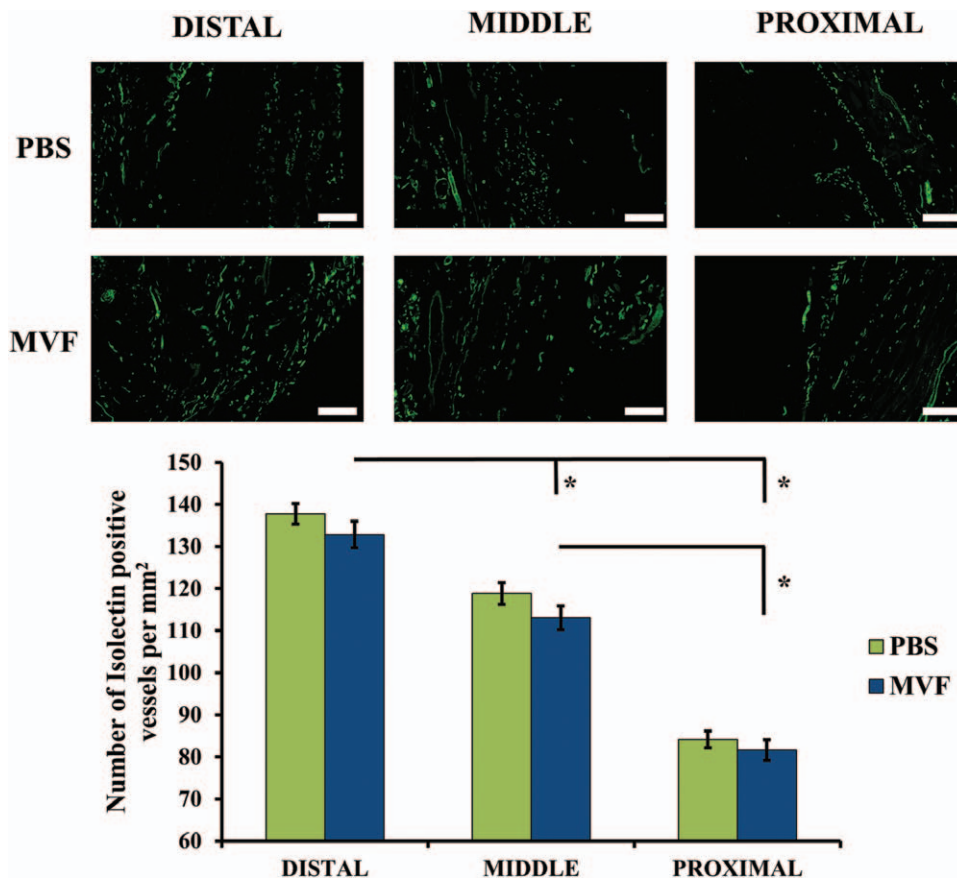 DISTAL MIDDLE PROXIMAL
PBS
MVF
Number of Isolectin positive
vessels per mm²
150
140
130
120
110
100
90
80
70
60
*
*
*
PBS
MVF
DISTAL MIDDLE PROXIMAL